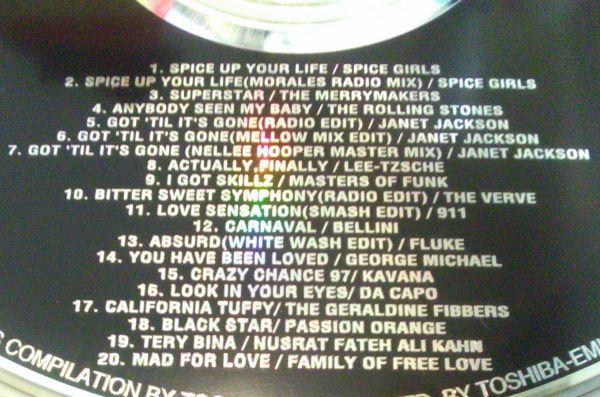 1. SPICE UP YOUR LIFE / SPICE GIRLS
2. SPICE UP YOUR LIFE(MORALES RADIO MIX) / SPICE GIRLS
3. SUPERSTAR / THE MERRYMAKERS
4. ANYBODY SEEN MY BABY / THE ROLLING STONES
5. GOT 'TIL IT'S GONE(RADIO EDIT) / JANET JACKSON
6. GOT 'TIL IT'S GONE(MELLOW MIX EDIT) / JANET JACKSON
7. GOT 'TIL IT'S GONE (NELLEE HOOPER MASTER MIX) / JANET JACKSON
8. ACTUALLY,FINALLY / LEE-TZSCHE
9. I GOT SKILLZ / MASTERS OF FUNK
10. BITTER SWEET SYMPHONY(RADIO EDIT) / THE VERVE
11. LOVE SENSATION(SMASH EDIT) / 911
12. CARNAVAL / BELLINI
13. ABSURD(WHITE WASH EDIT) / FLUKE
14. YOU HAVE BEEN LOVED / GEORGE MICHAEL
15. CRAZY CHANCE 97/ KAVANA
16. LOOK IN YOUR EYES/ DA CAPO
17. CALIFORNIA TUFFY/ THE GERALDINE FIBBERS
18. BLACK STAR/ PASSION ORANGE
19. TERY BINA / NUSRAT FATEH ALI KAHN
20. MAD FOR LOVE / FAMILY OF FREE LOVE
COMPILATION BY BY TOSHIBA-EMI